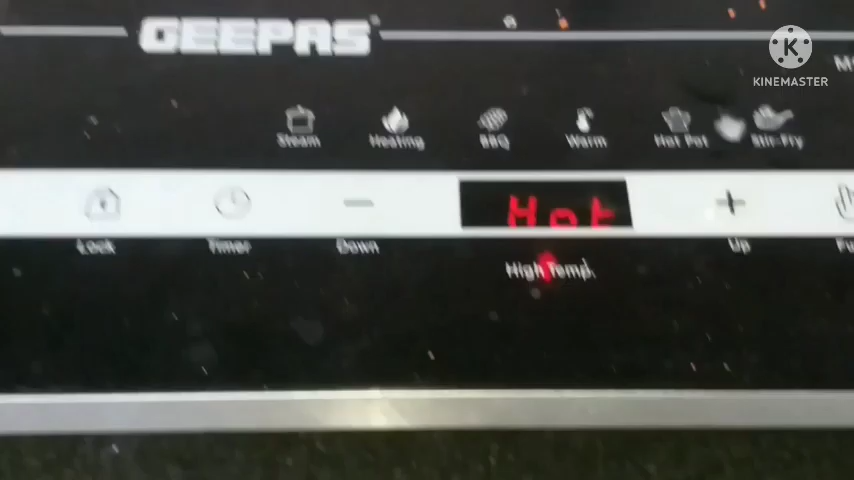 GEEPAS
KINEMASTER
Steam Heating BBQ Warm Hot Pot Stir-Fry
Hot
Lock Timer Down Up
High Temp.